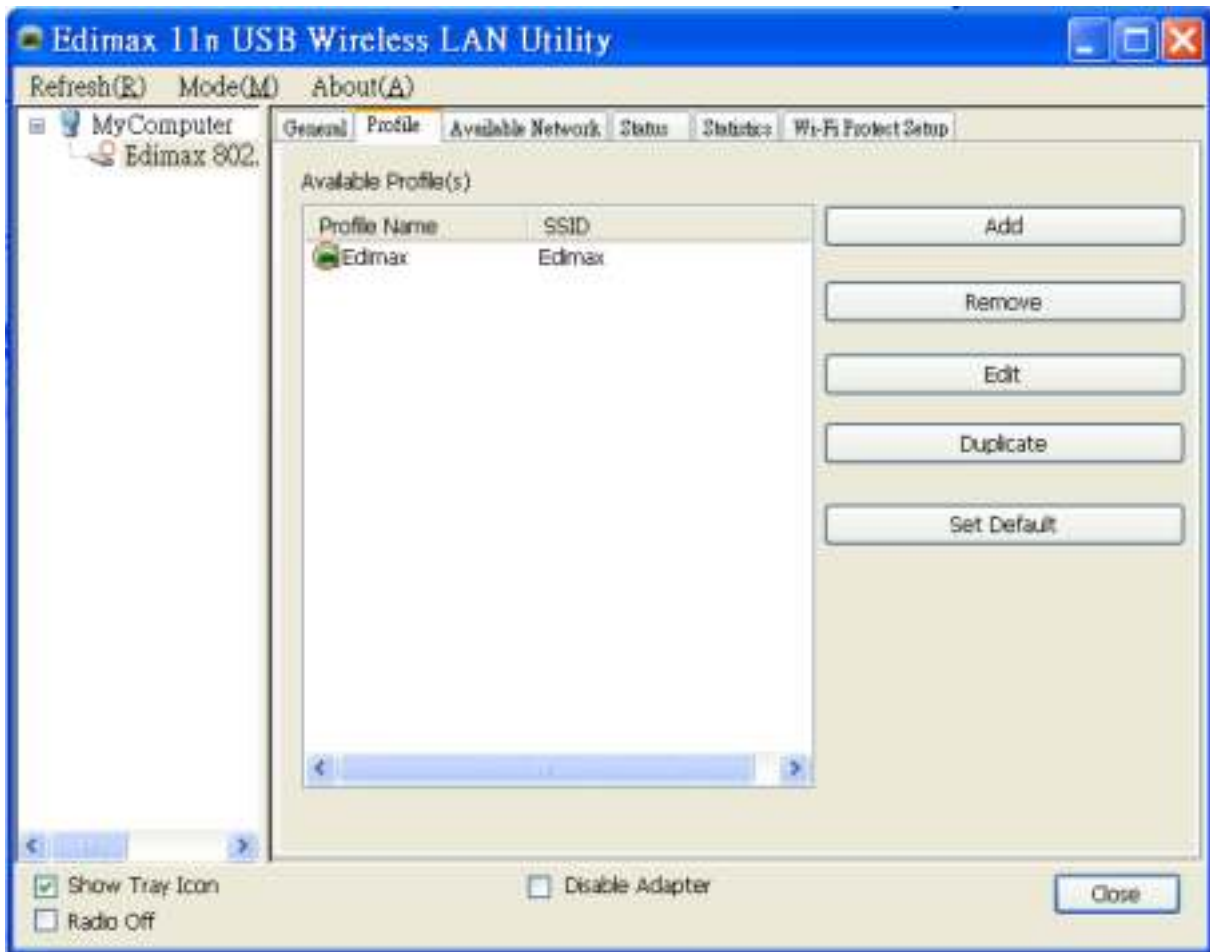 Edimax 11n USB Wireless LAN Utility
Refresh(R) Mode(M) About(A)
MyComputer
Edimax 802.
General Profile Available Network Status Statistics Wi-Fi Protect Setup
Available Profile(s)
Profile Name SSID
Edimax Edimax
Add
Remove
Edit
Duplicate
Set Default
Show Tray Icon
Disable Adapter
Radio Off
Close